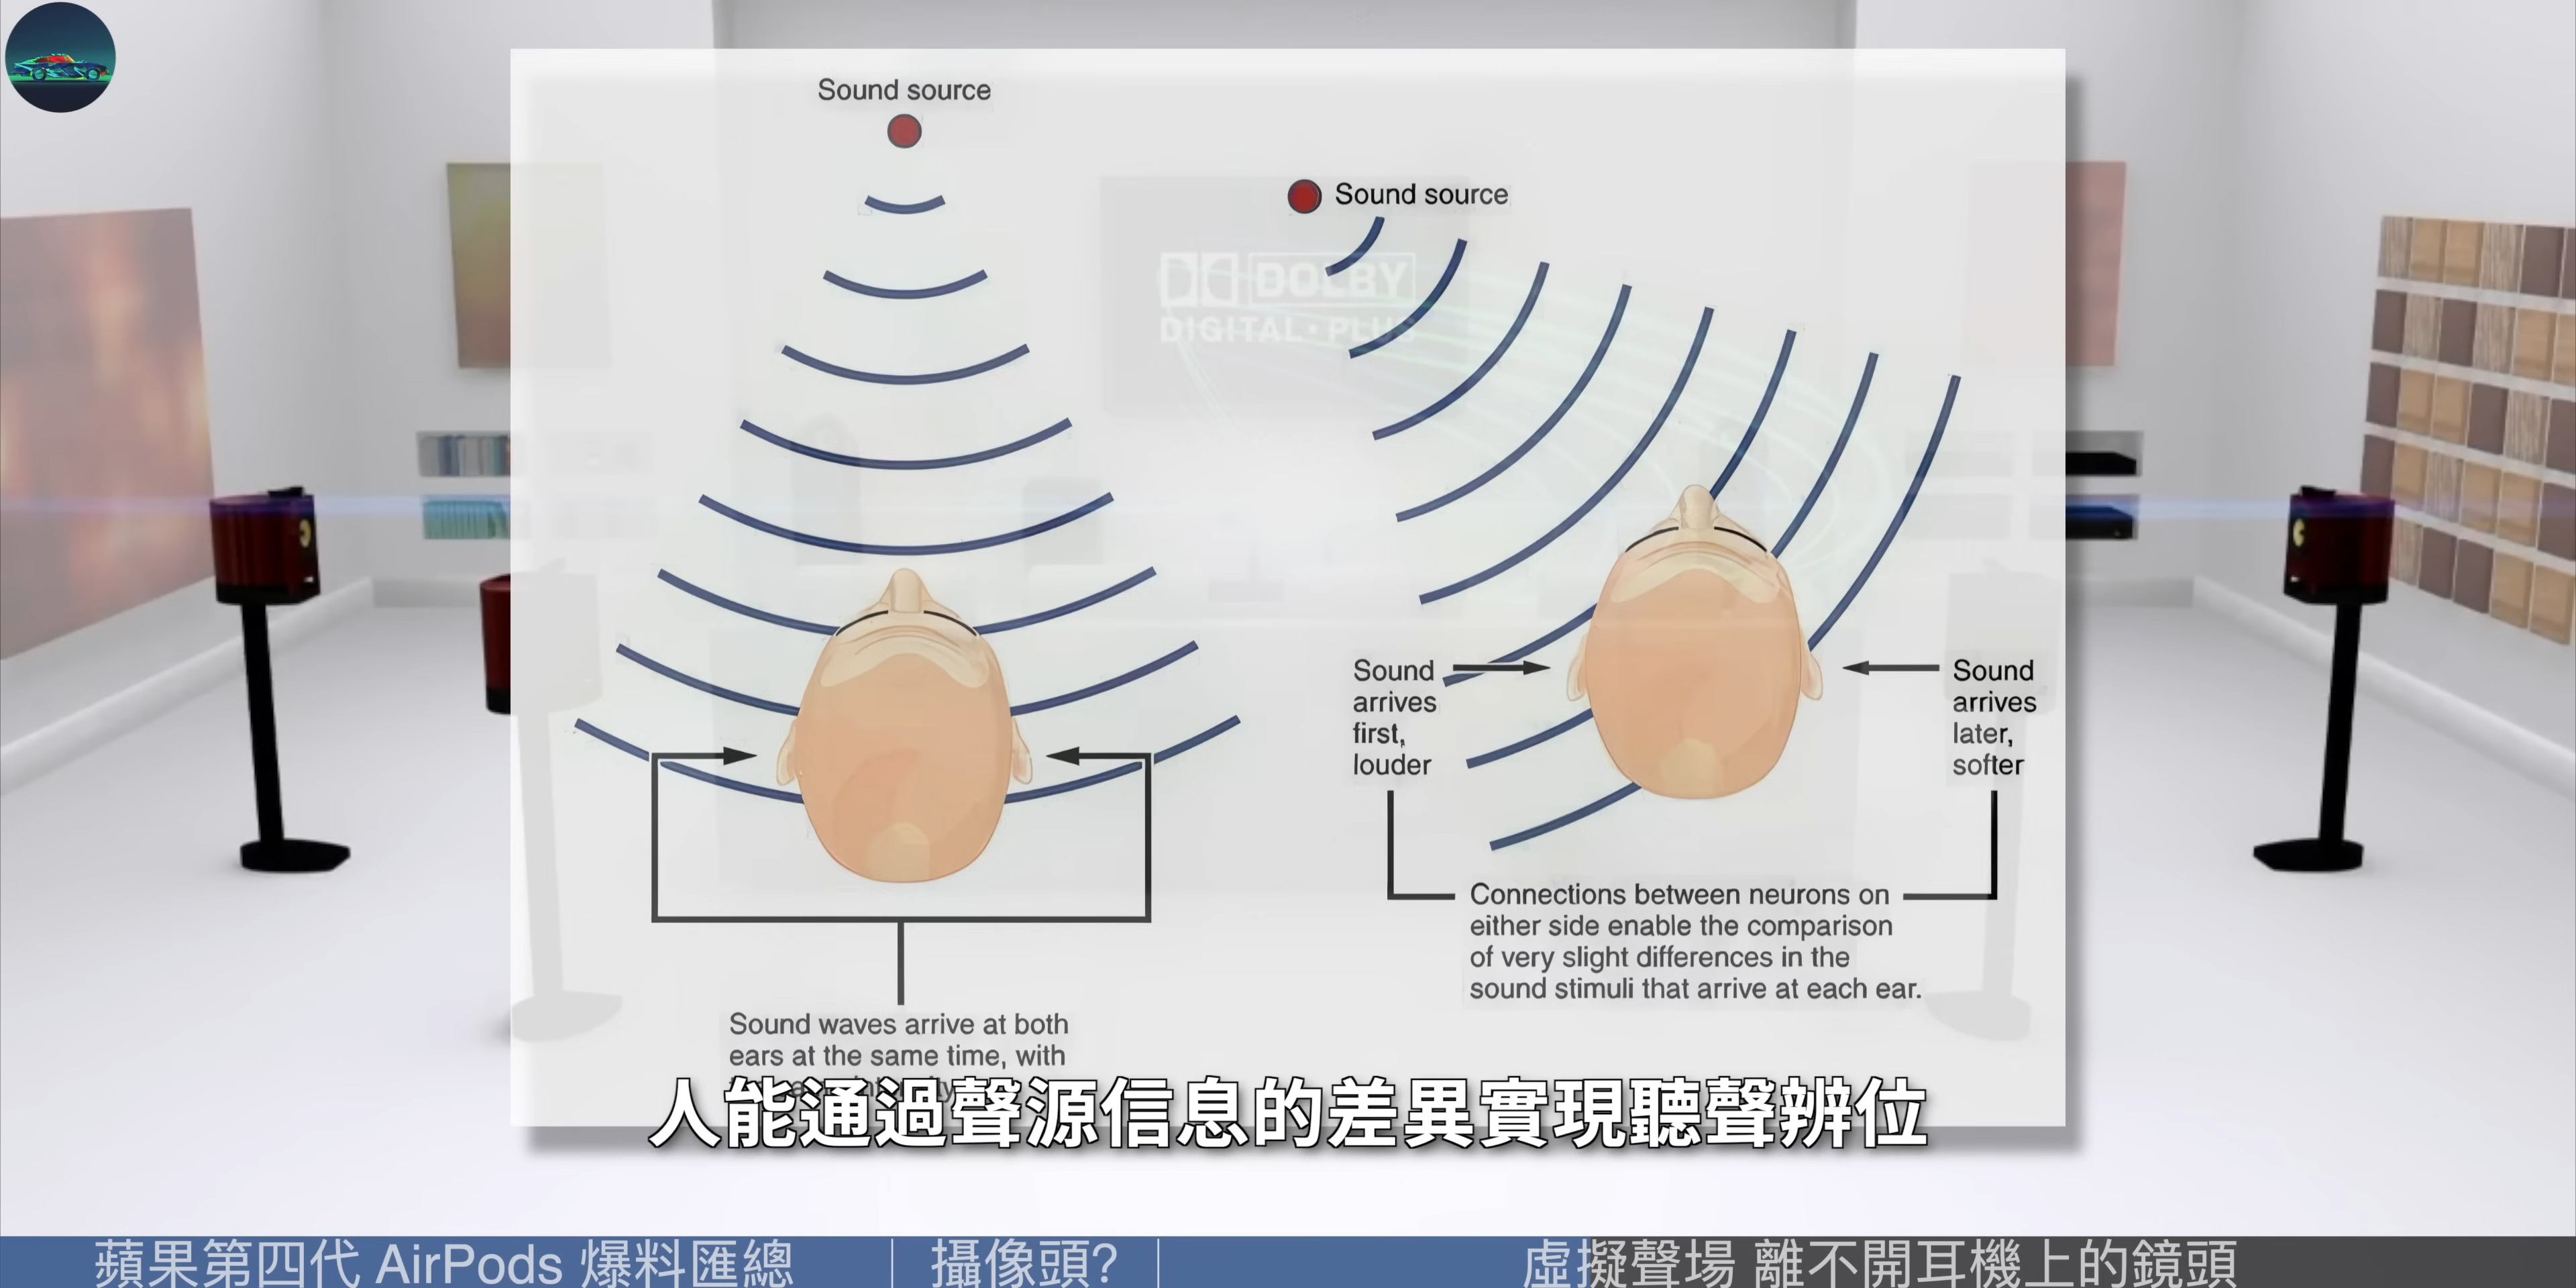 Sound source
Sound source
DOLBY
DIGITAL PLUS
Sound
arrives
first,
louder
Sound
arrives
later,
softer
Connections between neurons on
either side enable the comparison
of very slight differences in the
sound stimuli that arrive at each ear.
Sound waves arrive at both
ears at the same time, with
人能通過聲源信息的差異實現聽聲辨位
蘋果第四代 AirPods 爆料匯總
攝像頭?
虛擬聲場 離不開耳機上的鏡頭